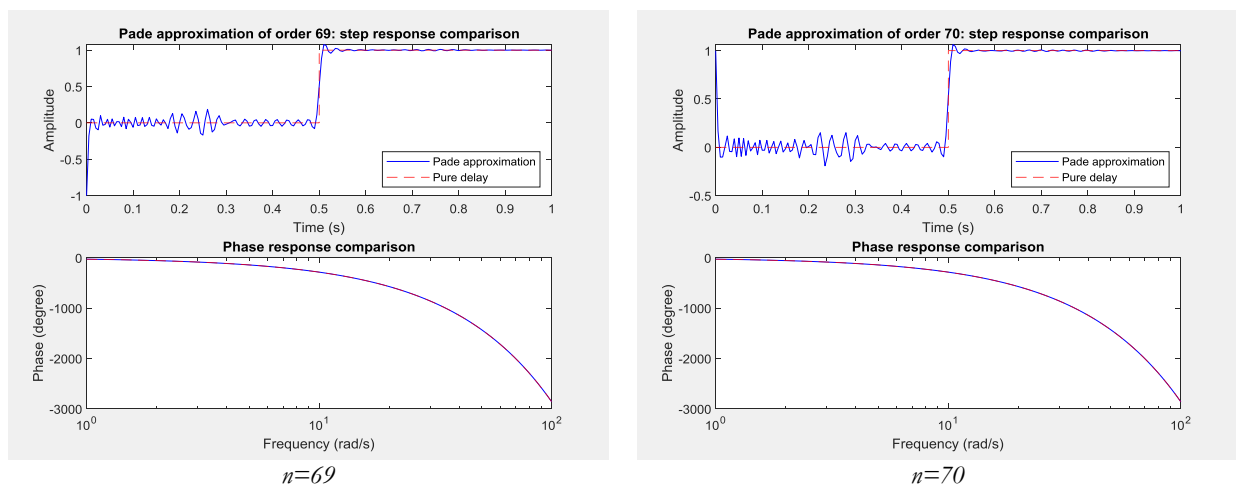 Pade approximation of order 69: step response comparison
Amplitude
1
0.5
0
-0.5
-1
0 0.1 0.2 0.3 0.4 0.5 0.6 0.7 0.8 0.9 1
Time (s)
Pade approximation
Pure delay
Phase response comparison
Phase (degree)
0
-1000
-2000
-3000
10^0 10^1 10^2
Frequency (rad/s)
n=69
Pade approximation of order 70: step response comparison
Amplitude
1
0.5
0
-0.5
0 0.1 0.2 0.3 0.4 0.5 0.6 0.7 0.8 0.9 1
Time (s)
Pade approximation
Pure delay
Phase response comparison
Phase (degree)
0
-1000
-2000
-3000
10^0 10^1 10^2
Frequency (rad/s)
n=70